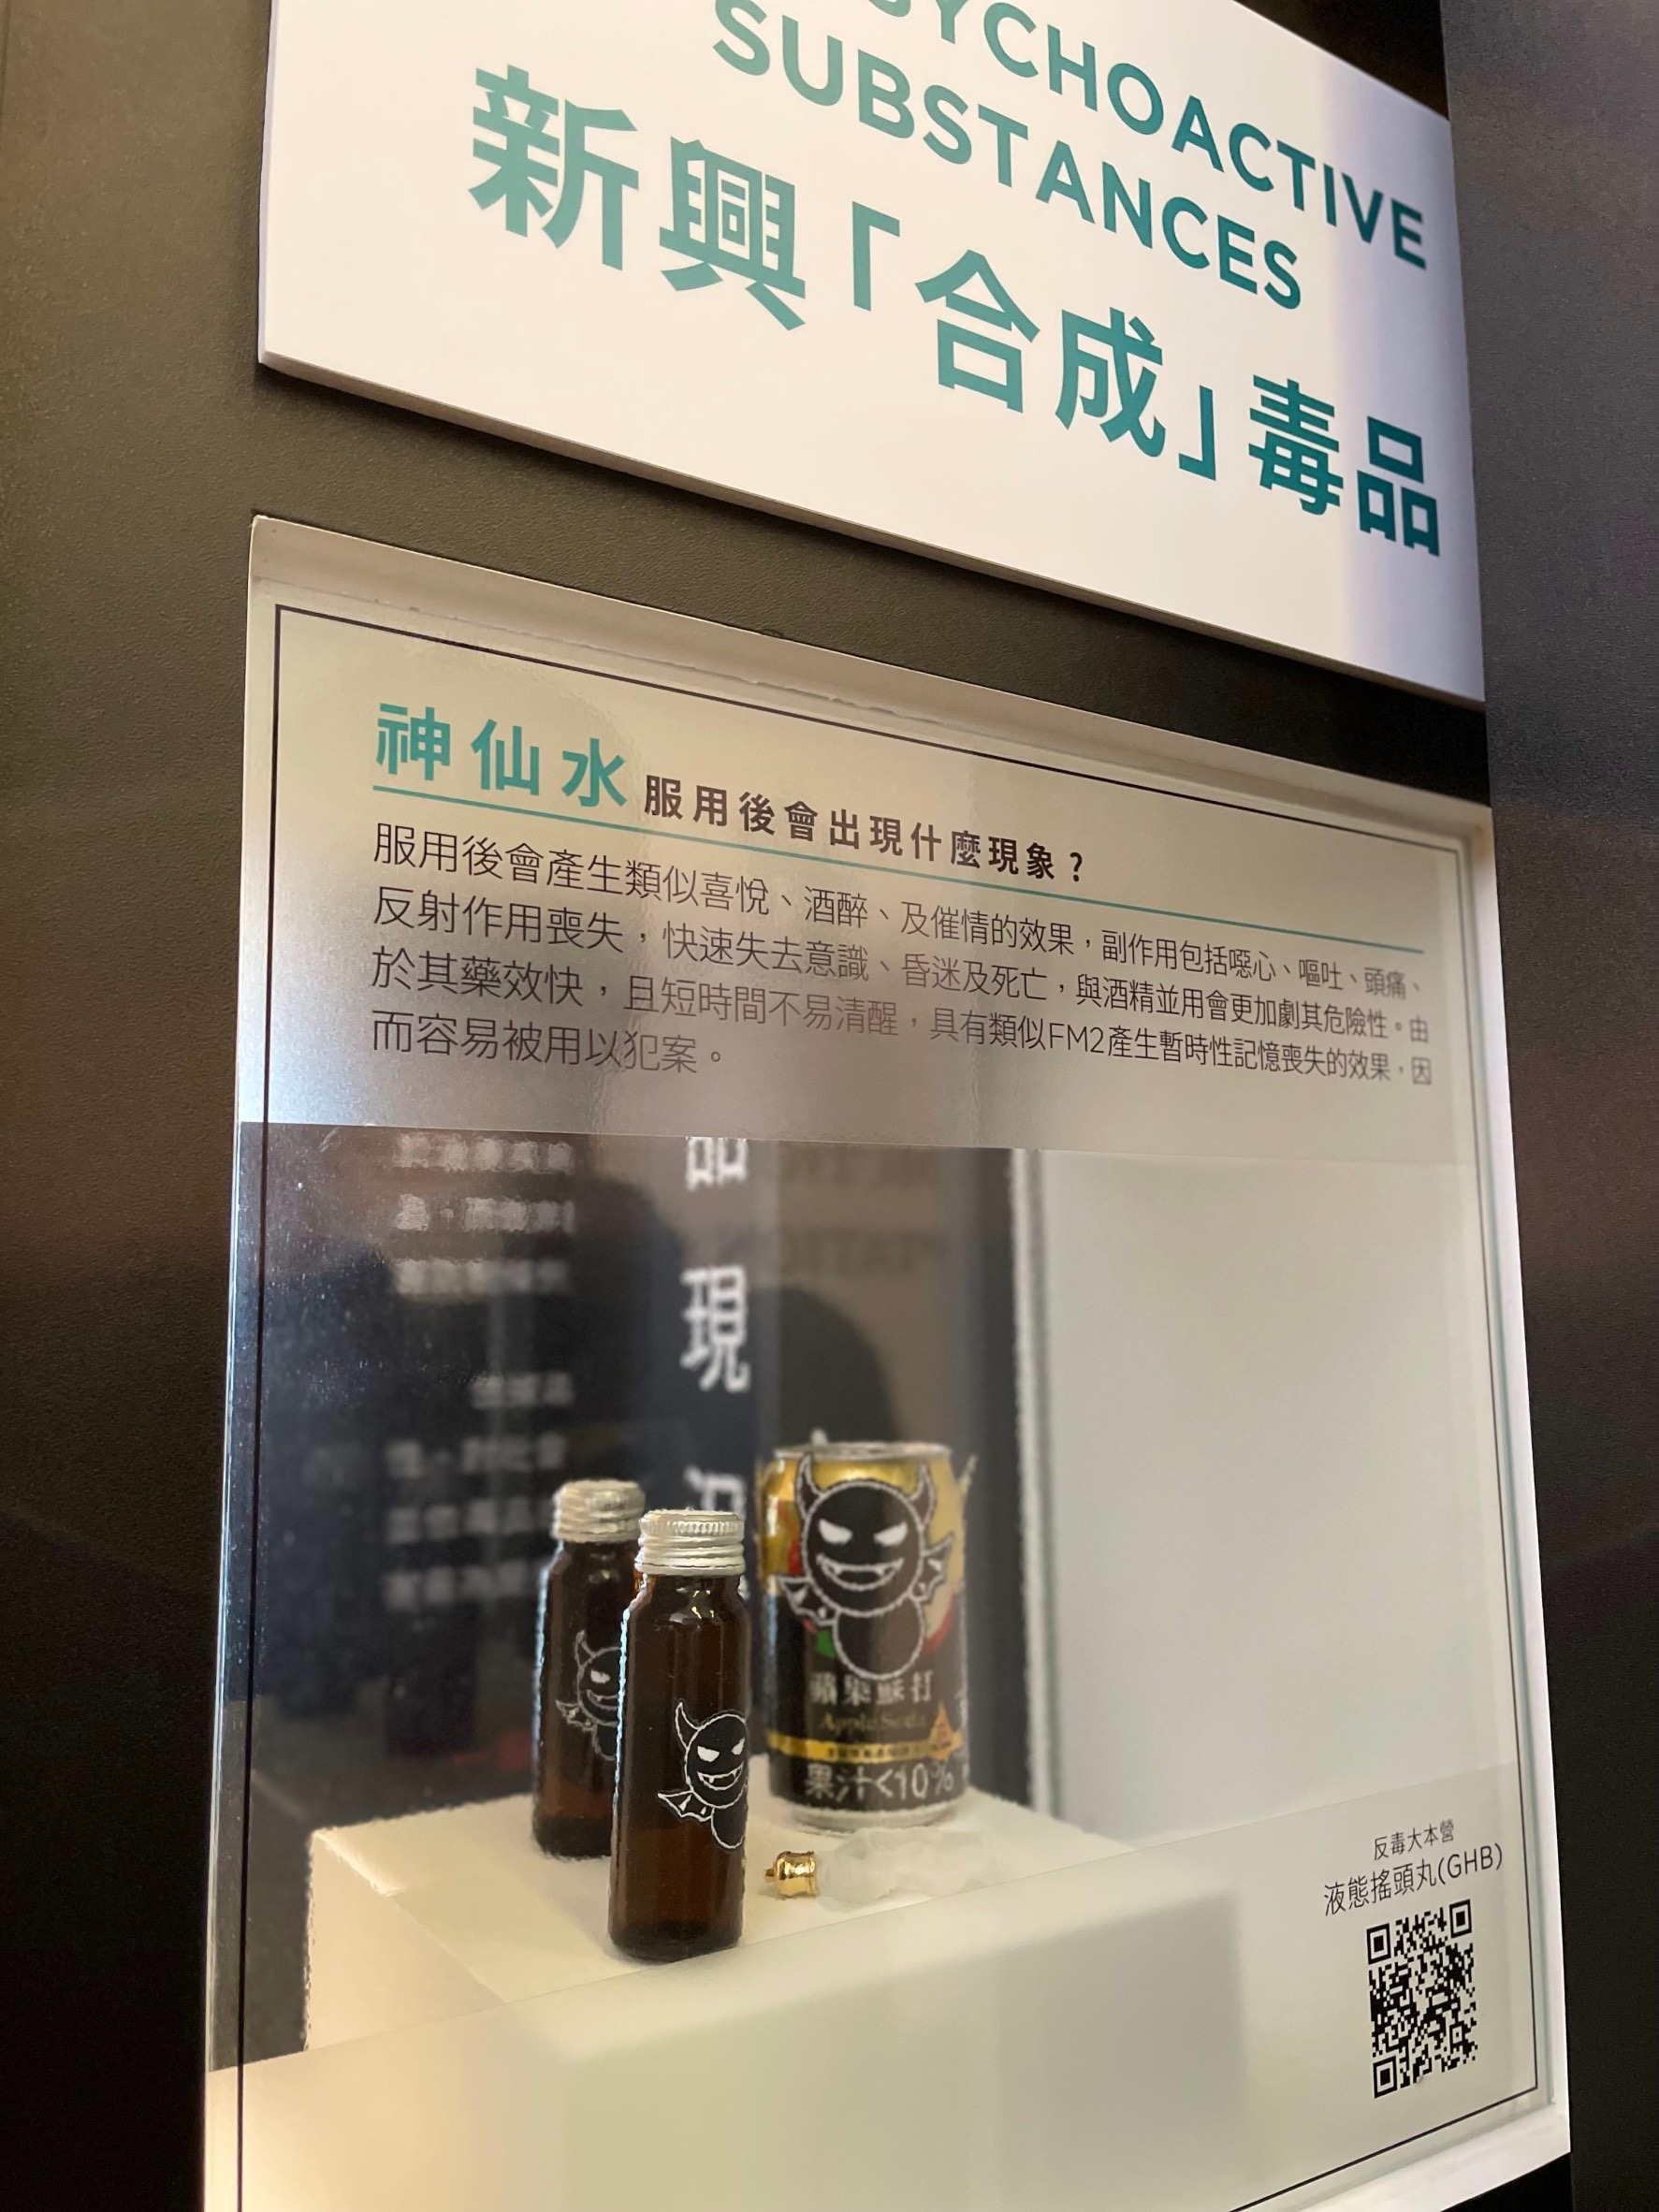 SYCHOACTIVE
SUBSTANCES
新興「合成」毒品
神仙水 服用後會出現什麼現象？
服用後會產生類似喜悅、酒醉、及催情的效果，副作用包括噁心、嘔吐、頭痛、
反射作用喪失，快速失去意識、昏迷及死亡，與酒精並用會更加劇其危險性。由
於其藥效快，且短時間不易清醒，具有類似FM2產生暫時性記憶喪失的效果，因
而容易被用以犯案。
品
現
蘋果蘇打
Apple Soda
果汁<10%
反毒大本營
液態搖頭丸(GHB)